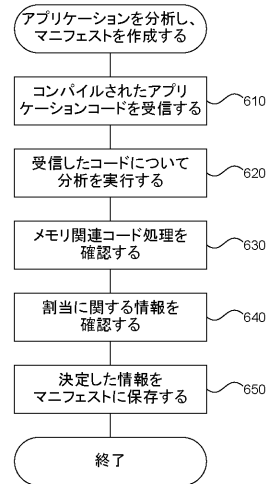 アプリケーションを分析し、
マニフェストを作成する
コンパイルされたアプリ
ケーションコードを受信する
610
受信したコードについて
分析を実行する
620
メモリ関連コード処理を
確認する
630
割当に関する情報を
確認する
640
決定した情報を
マニフェストに保存する
650
終了